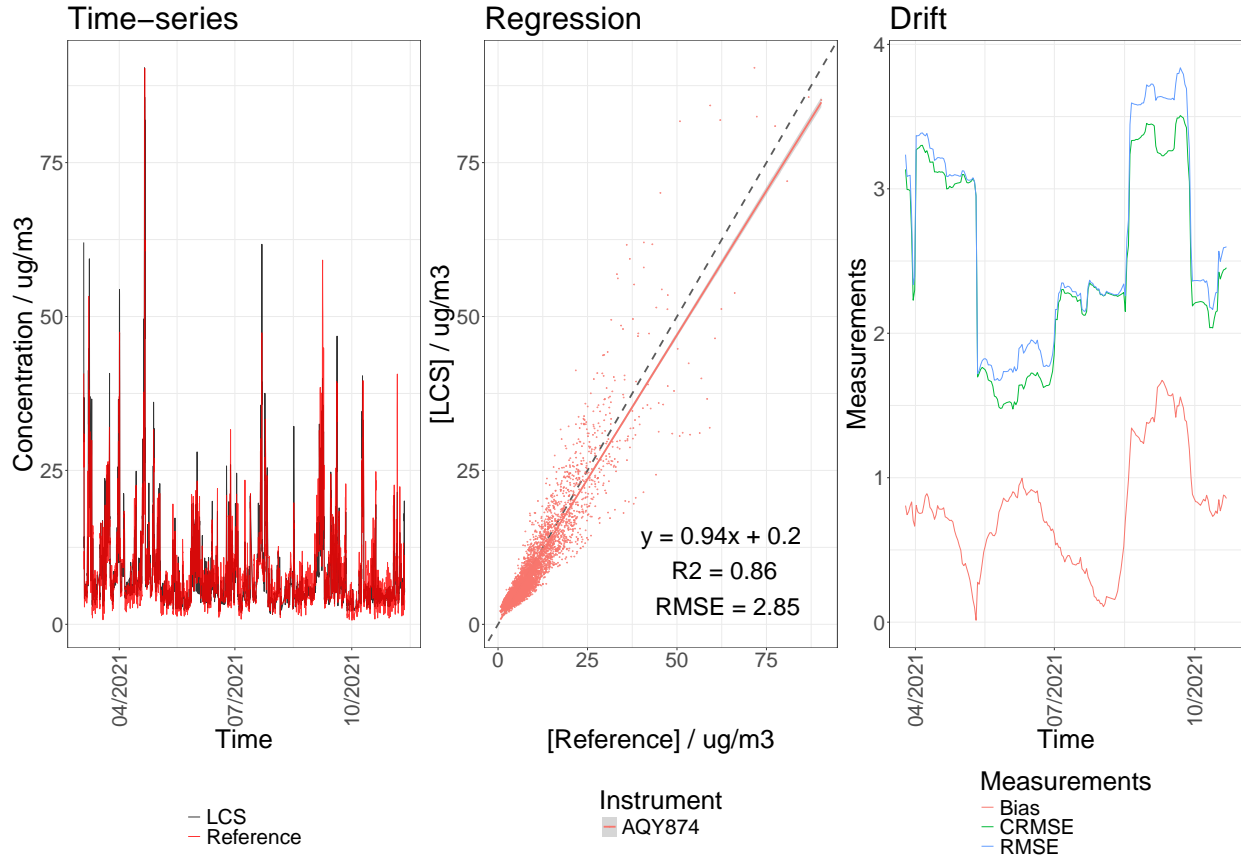 Time−series
Concentration / ug/m3
75
50
25
0
04/2021
07/2021
10/2021
Time
LCS
Reference
Regression
[LCS] / ug/m3
75
50
25
0
y = 0.94x + 0.2
R2 = 0.86
RMSE = 2.85
0
25
50
75
[Reference] / ug/m3
Instrument
AQY874
Drift
Measurements
4
3
2
1
0
04/2021
07/2021
10/2021
Time
Measurements
Bias
CRMSE
RMSE